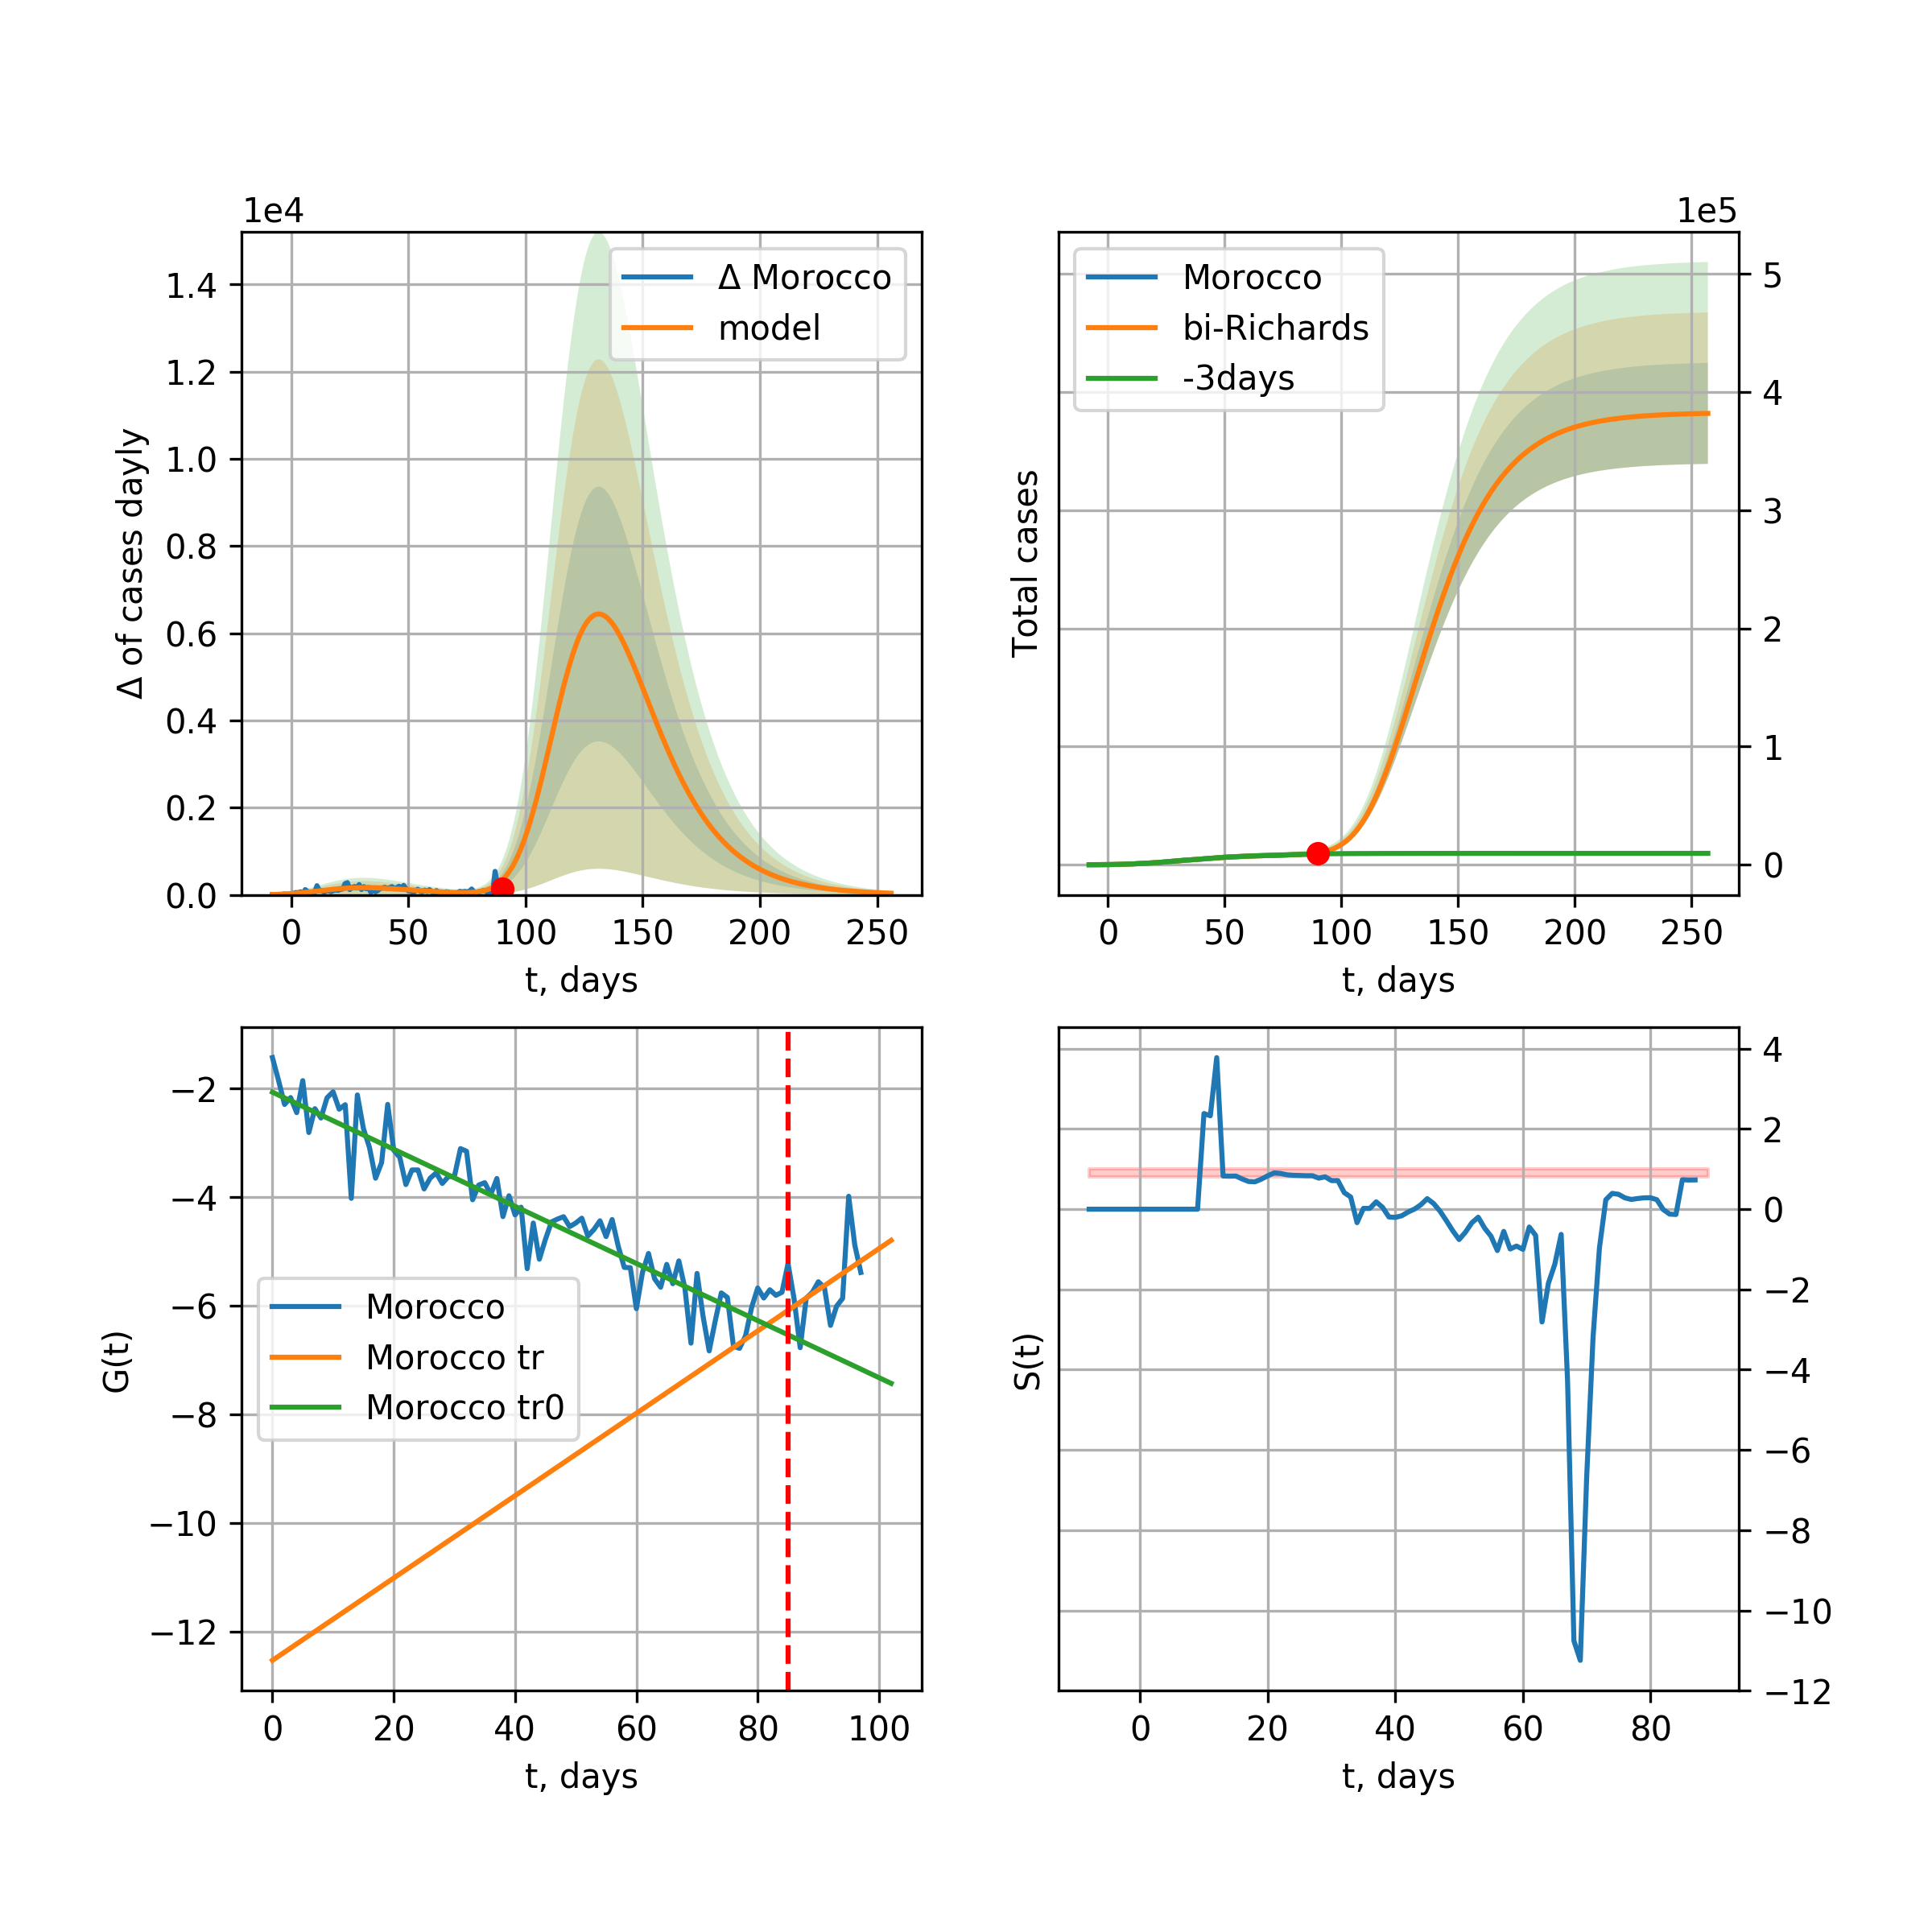 1e4
Δ of cases dayly
1.4
1.2
1.0
0.8
0.6
0.4
0.2
0.0
Δ Morocco
model
0 50 100 150 200 250
t, days
1e5
Total cases
Morocco
bi-Richards
-3days
5
4
3
2
1
0
0 50 100 150 200 250
t, days
G(t)
−2
−4
−6
−8
−10
−12
Morocco
Morocco tr
Morocco tr0
0 20 40 60 80 100
t, days
S(t)
4
2
0
−2
−4
−6
−8
−10
−12
0 20 40 60 80
t, days